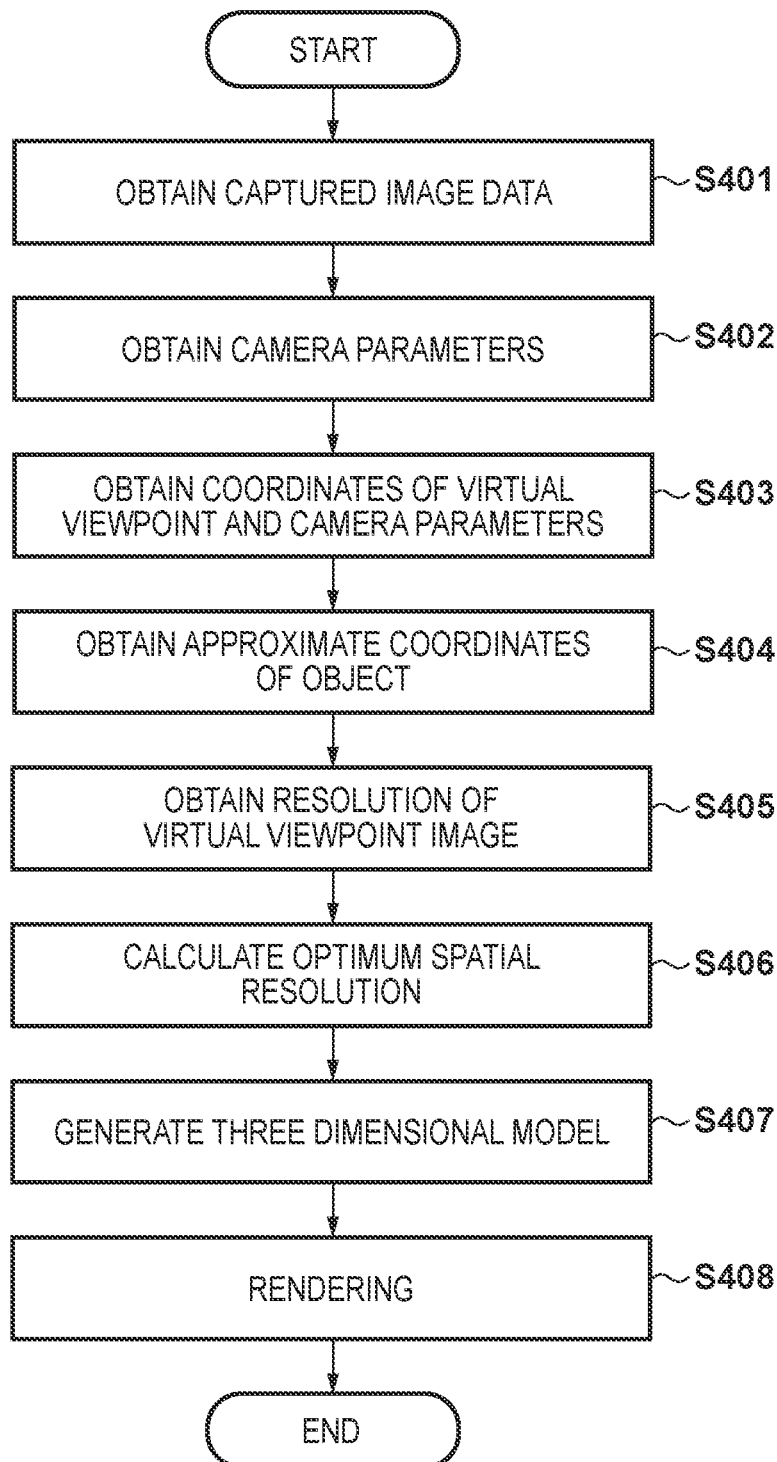 START
OBTAIN CAPTURED IMAGE DATA
S401
OBTAIN CAMERA PARAMETERS
S402
OBTAIN COORDINATES OF VIRTUAL
VIEWPOINT AND CAMERA PARAMETERS
S403
OBTAIN APPROXIMATE COORDINATES
OF OBJECT
S404
OBTAIN RESOLUTION OF
VIRTUAL VIEWPOINT IMAGE
S405
CALCULATE OPTIMUM SPATIAL
RESOLUTION
S406
GENERATE THREE DIMENSIONAL MODEL
S407
RENDERING
S408
END